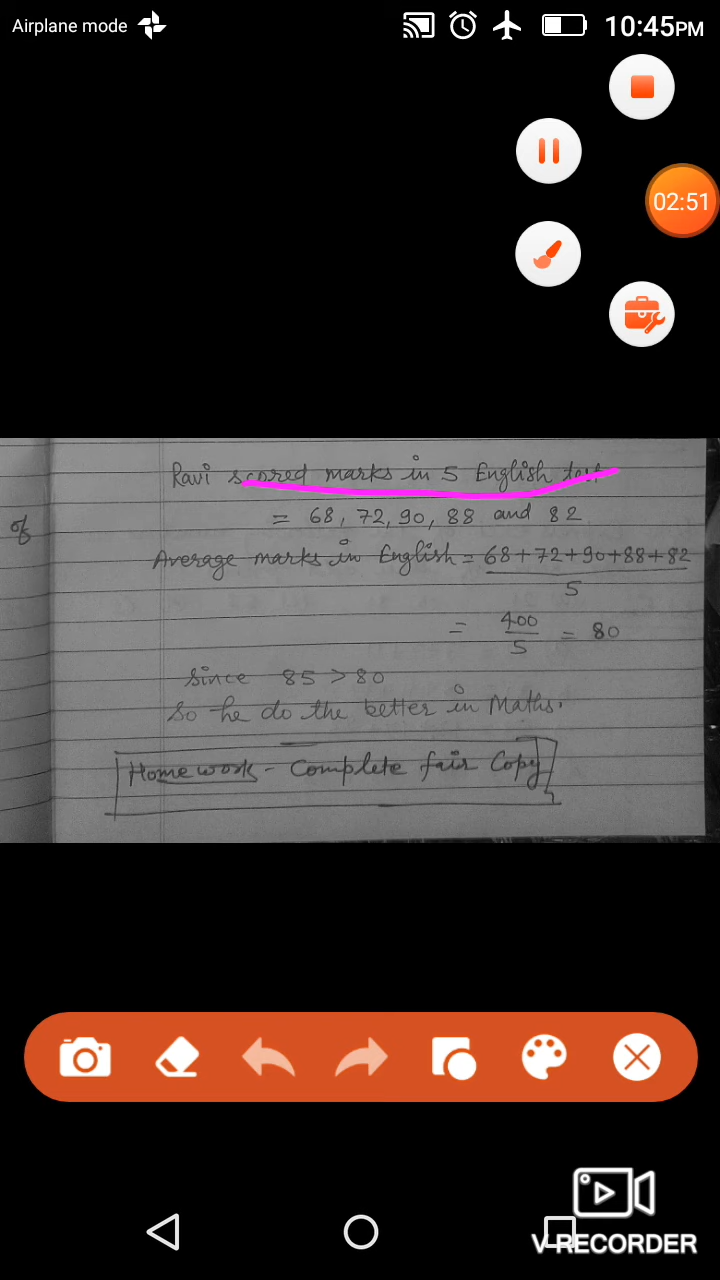 Airplane mode
10:45PM
02:51
Ravi scored marks in 5 English test
= 68, 72, 90, 88 and 82
of
Average marks in English = 68+72+90+88+82
5
= 400 = 80
5
Since 85 > 80
So he do the better in Maths.
Homework - Complete fair Copy
V RECORDER